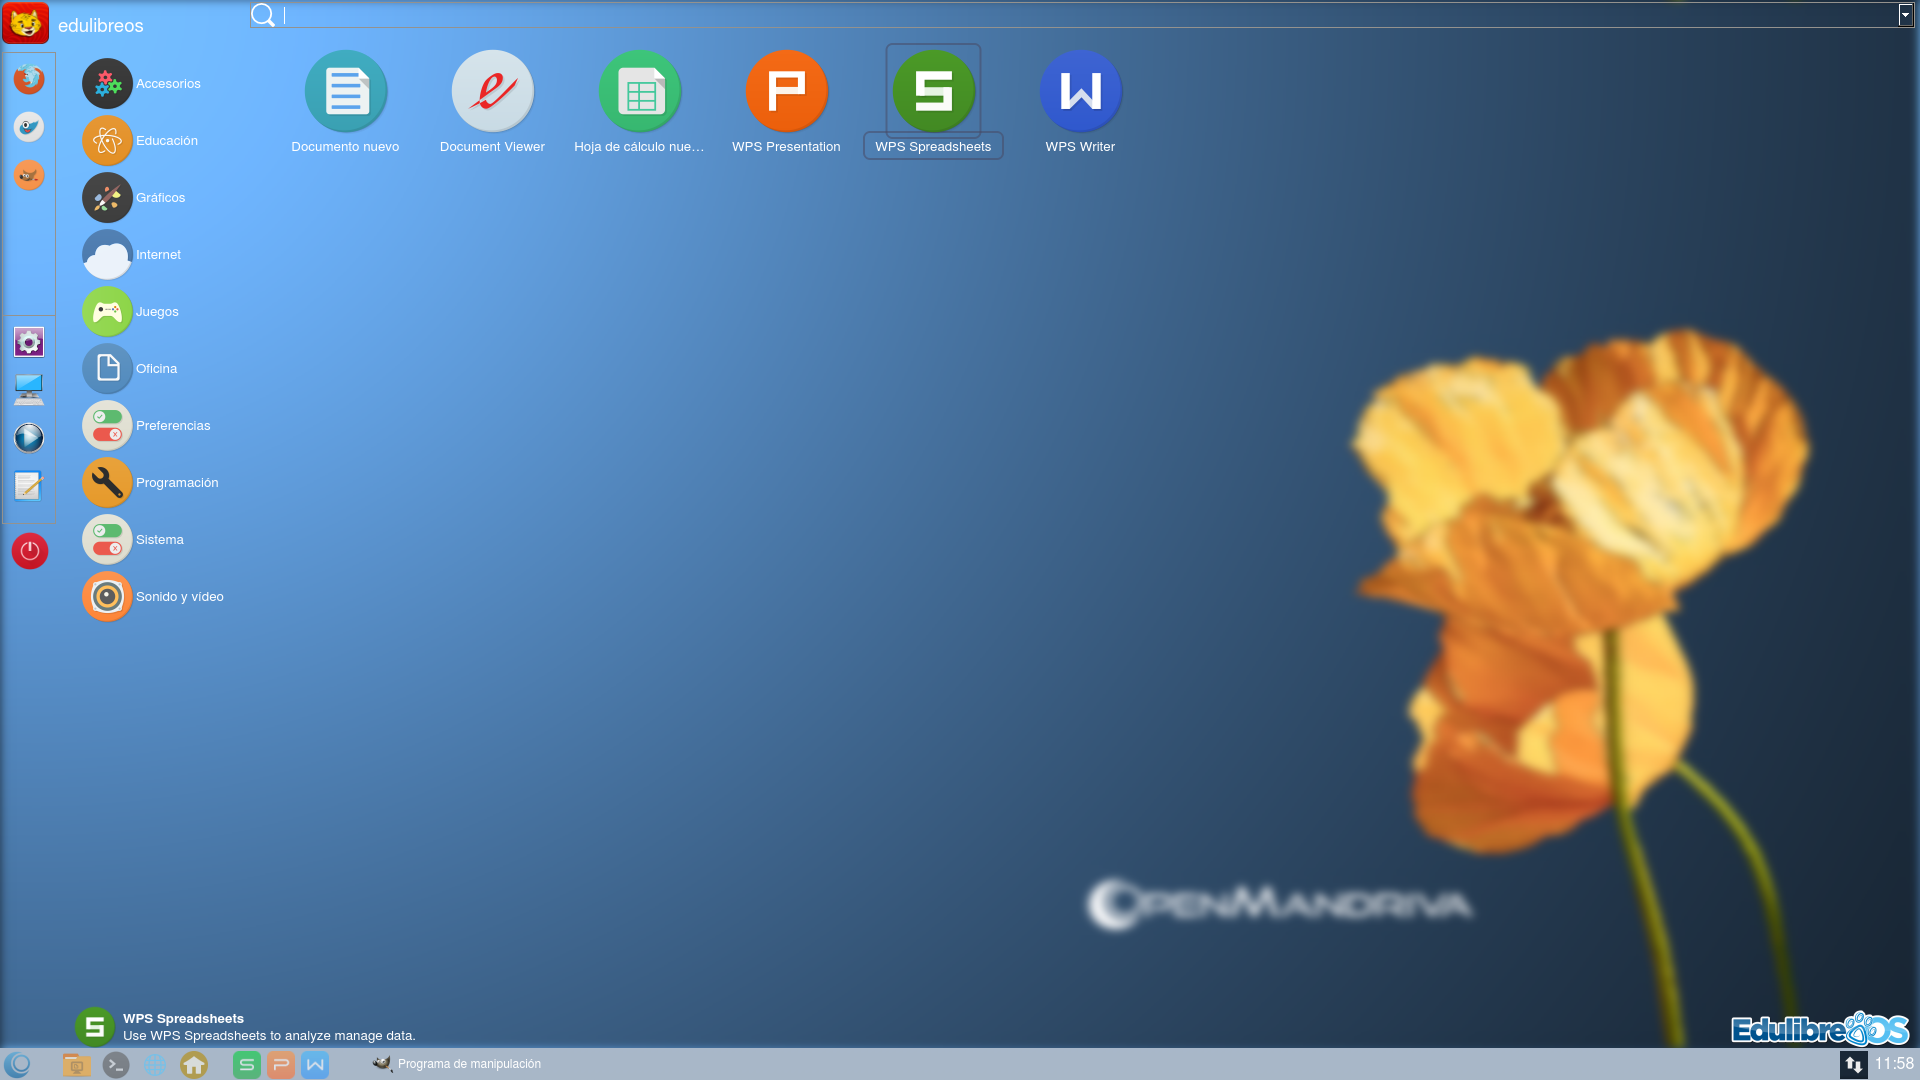 edulibreos
Accesorios
Educación
Gráficos
Internet
Juegos
Oficina
Preferencias
Programación
Sistema
Sonido y vídeo
Documento nuevo
Document Viewer
Hoja de cálculo nue...
WPS Presentation
WPS Spreadsheets
WPS Writer
OPENMANDRIVA
WPS Spreadsheets
Use WPS Spreadsheets to analyze manage data.
EdulibreOS
Programa de manipulación
11:58